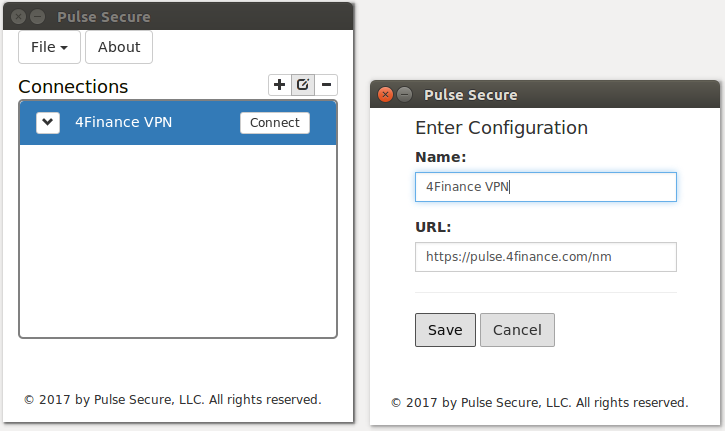 Pulse Secure
File
About
Connections
4Finance VPN
Connect
© 2017 by Pulse Secure, LLC. All rights reserved.
Pulse Secure
Enter Configuration
Name:
4Finance VPN
URL:
https://pulse.4finance.com/nm
Save
Cancel
© 2017 by Pulse Secure, LLC. All rights reserved.